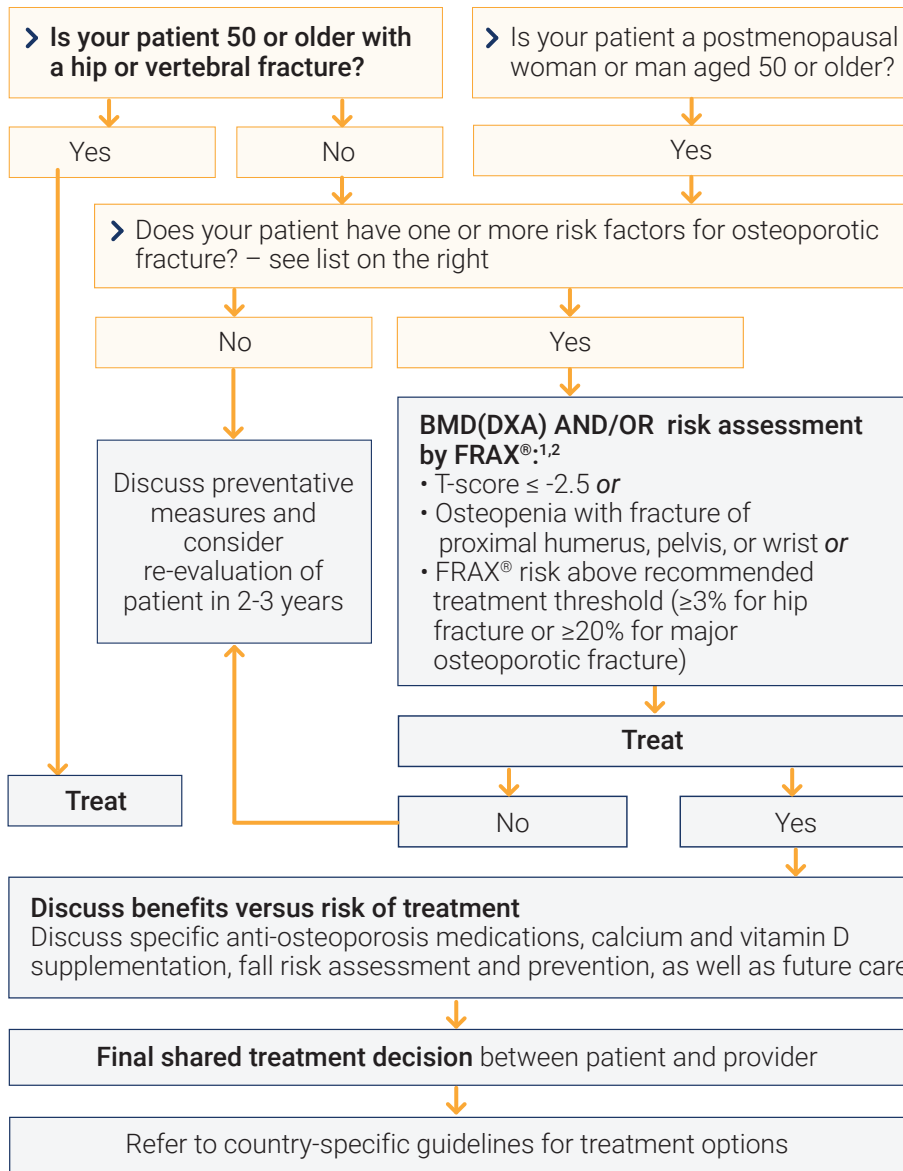 › Is your patient 50 or older with
a hip or vertebral fracture?
› Is your patient a postmenopausal
woman or man aged 50 or older?
Yes
No
Yes
› Does your patient have one or more risk factors for osteoporotic
fracture? – see list on the right
No
Yes
Discuss preventative
measures and
consider
re-evaluation of
patient in 2-3 years
BMD(DXA) AND/OR risk assessment
by FRAX®:1,2
• T-score ≤ -2.5 or
• Osteopenia with fracture of
proximal humerus, pelvis, or wrist or
• FRAX® risk above recommended
treatment threshold (≥3% for hip
fracture or ≥20% for major
osteoporotic fracture)
Treat
Treat
No
Yes
Discuss benefits versus risk of treatment
Discuss specific anti-osteoporosis medications, calcium and vitamin D
supplementation, fall risk assessment and prevention, as well as future care
Final shared treatment decision between patient and provider
Refer to country-specific guidelines for treatment options